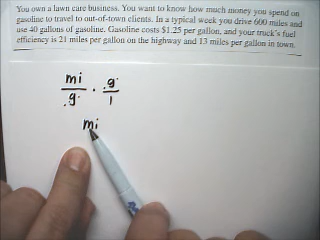 You own a lawn care business. You want to know how much money you spend on
gasoline to travel to out-of-town clients. In a typical week you drive 600 miles and
use 40 gallons of gasoline. Gasoline costs $1.25 per gallon, and your truck's fuel
efficiency is 21 miles per gallon on the highway and 13 miles per gallon in town.
mi/g · g/1
mi